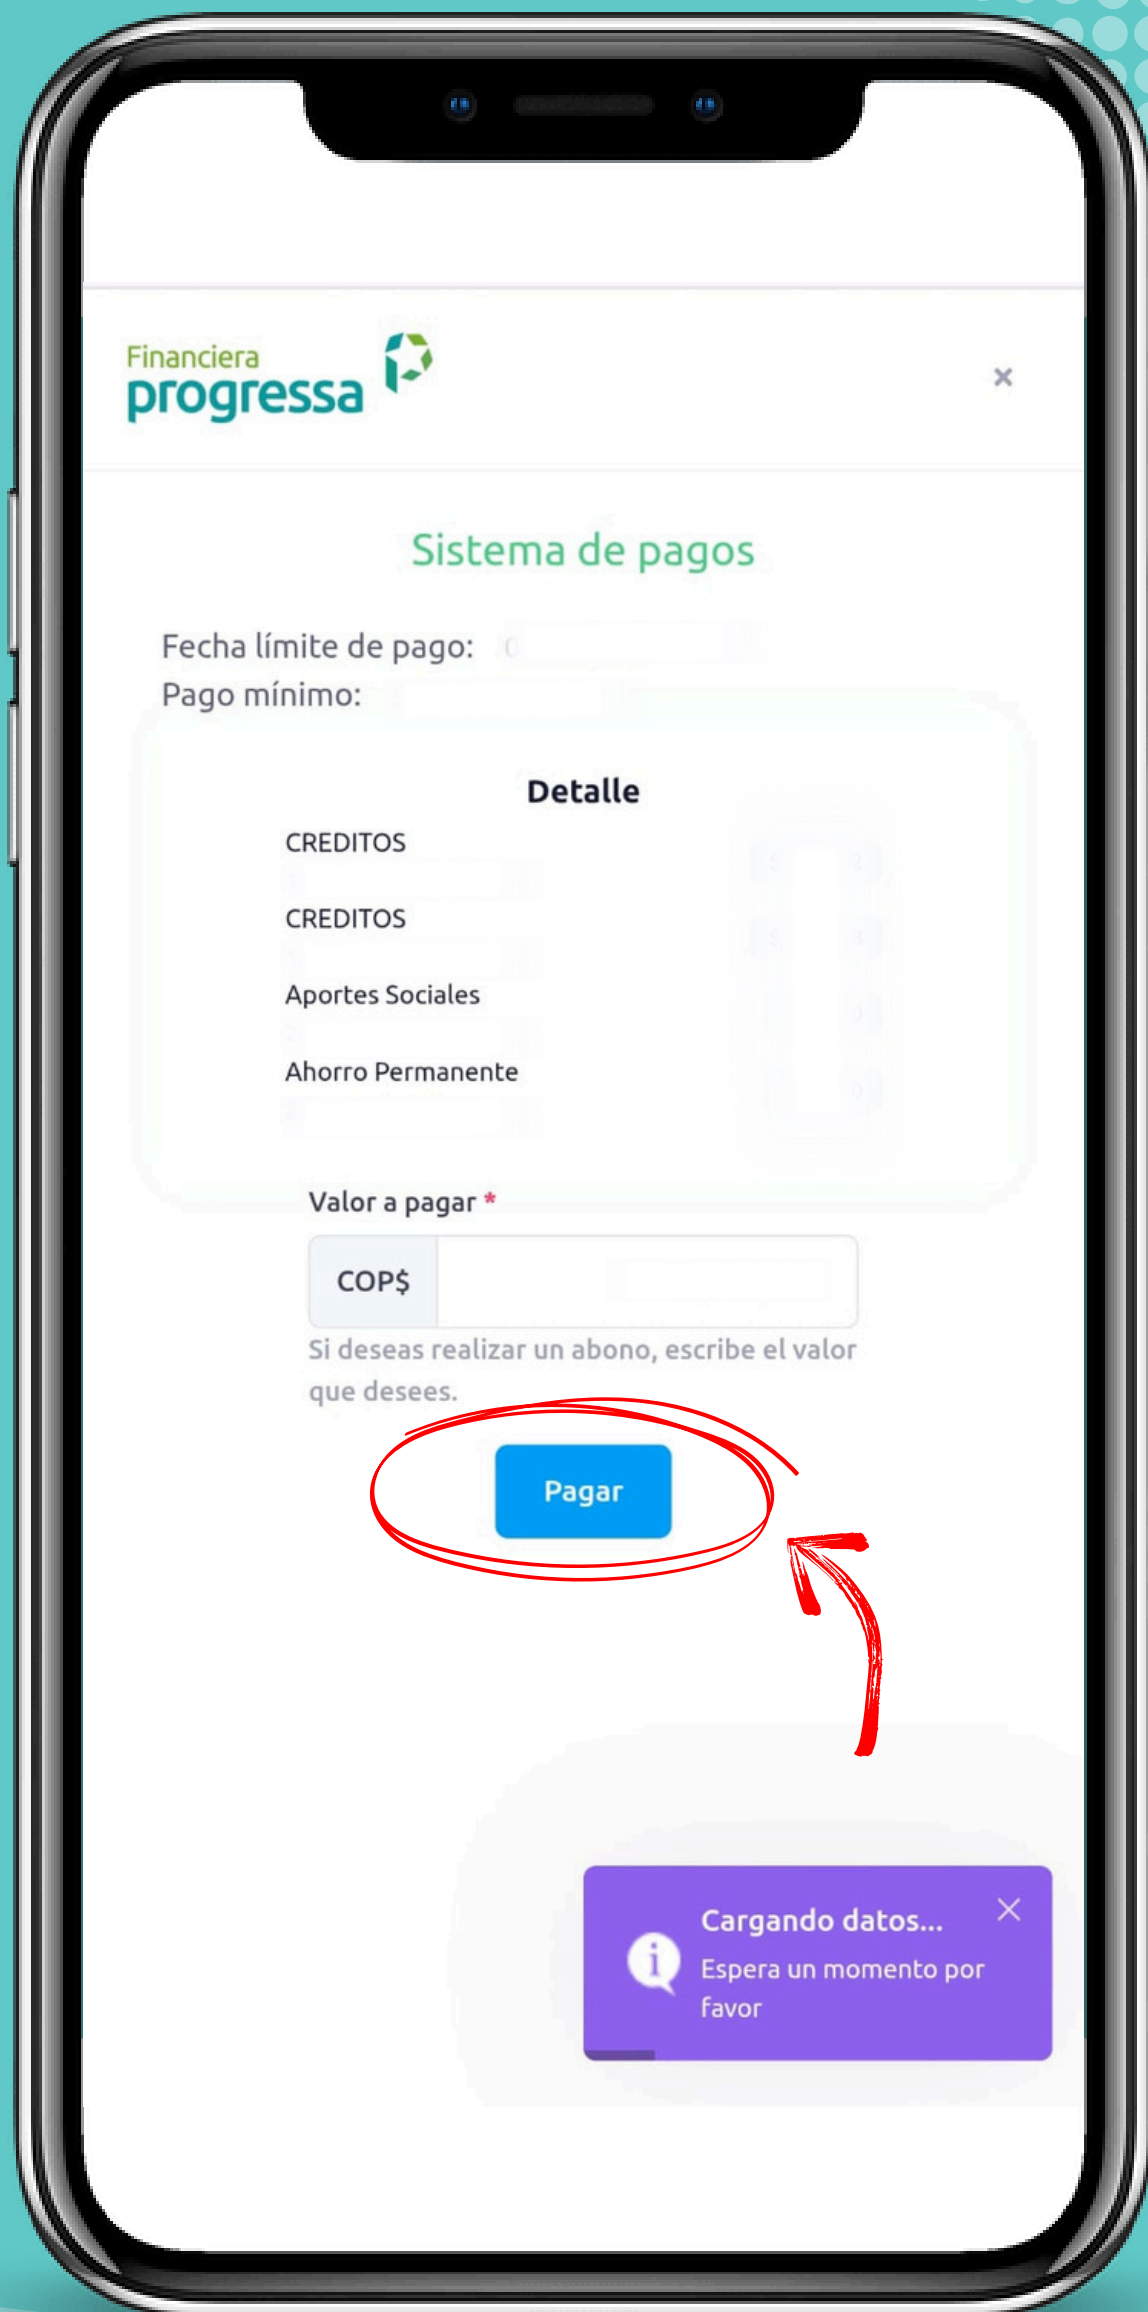 Financiera
progressa
Sistema de pagos
Fecha límite de pago:
Pago mínimo:
Detalle
CREDITOS
CREDITOS
Aportes Sociales
Ahorro Permanente
Valor a pagar *
COP$
Si deseas realizar un abono, escribe el valor
que desees.
Pagar
Cargando datos...
Espera un momento por
favor